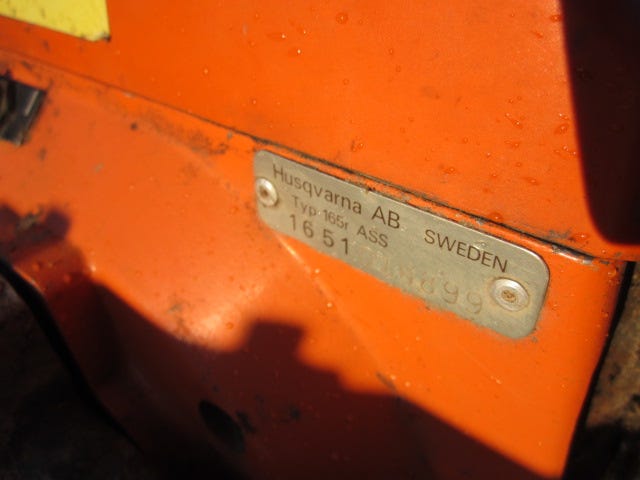 Husqvarna AB. SWEDEN
Typ 165r ASS
1651